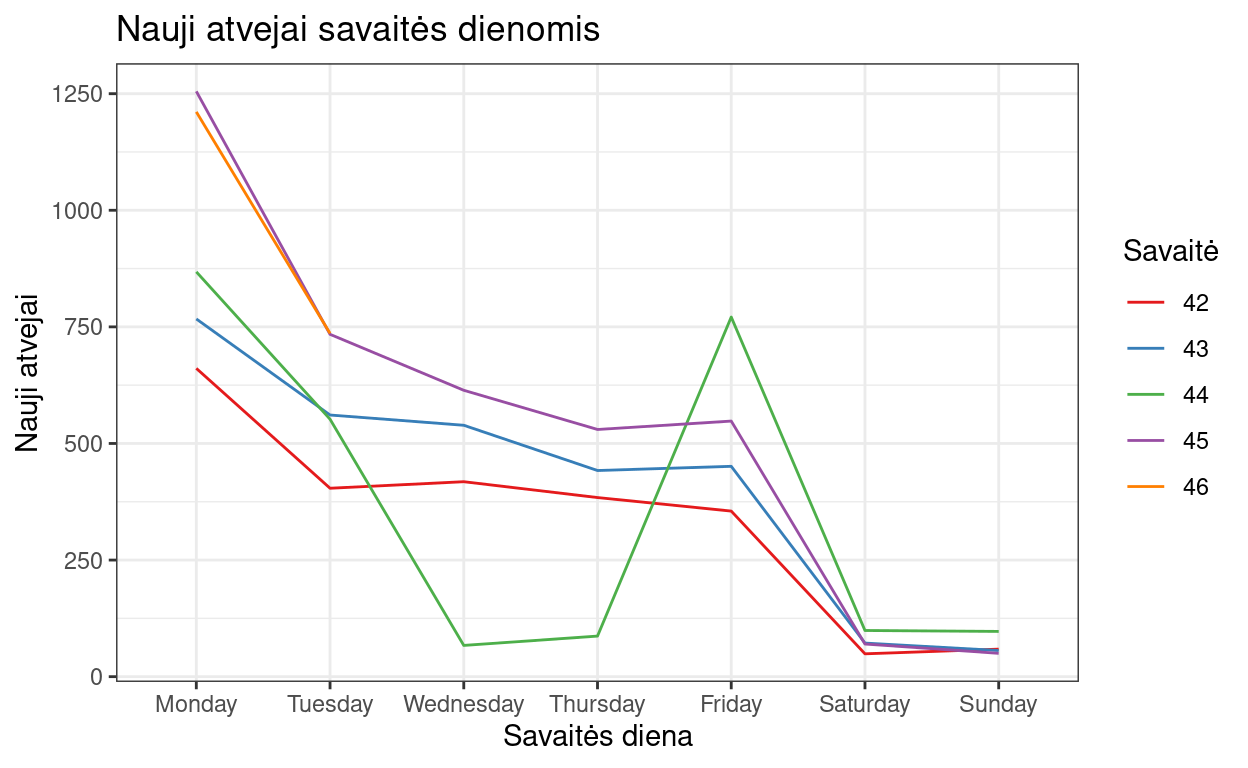 Nauji atvejai savaitės dienomis
Nauji atvejai
1250
1000
750
500
250
0
Monday Tuesday Wednesday Thursday Friday Saturday Sunday
Savaitės diena
Savaitė
42
43
44
45
46